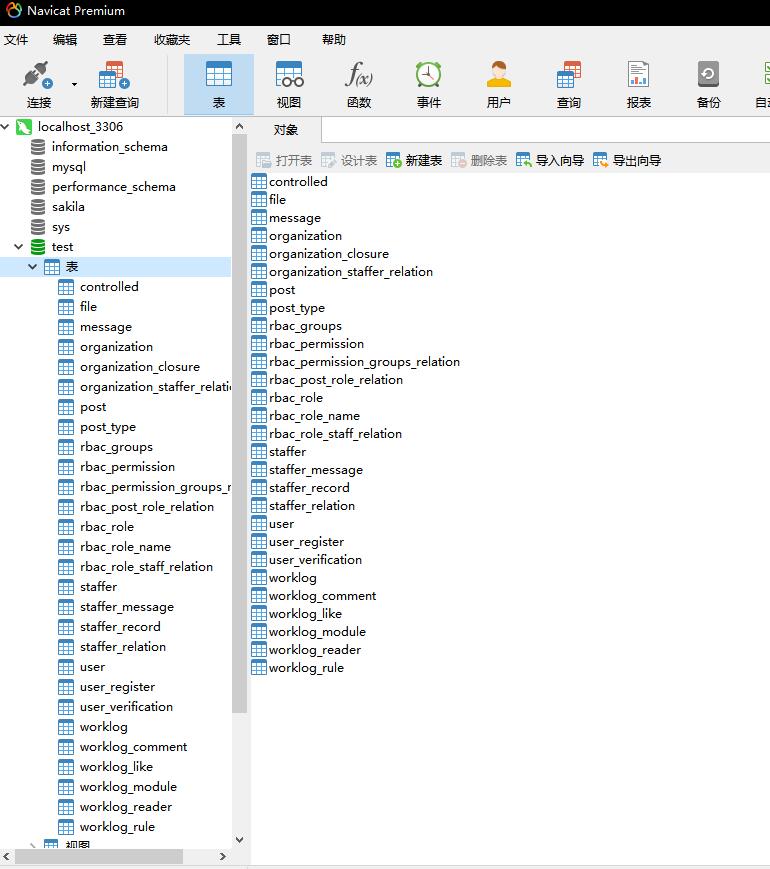 Navicat Premium
文件 编辑 查看 收藏夹 工具 窗口 帮助
连接 新建查询 表 视图 f(x) 函数 事件 用户 查询 报表 备份
localhost_3306
information_schema
mysql
performance_schema
sakila
sys
test
表
controlled
file
message
organization
organization_closure
organization_staffer_relati
post
post_type
rbac_groups
rbac_permission
rbac_permission_groups_r
rbac_post_role_relation
rbac_role
rbac_role_name
rbac_role_staff_relation
staffer
staffer_message
staffer_record
staffer_relation
user
user_register
user_verification
worklog
worklog_comment
worklog_like
worklog_module
worklog_reader
worklog_rule
视图
对象
打开表 设计表 新建表 删除表 导入向导 导出向导
controlled
file
message
organization
organization_closure
organization_staffer_relation
post
post_type
rbac_groups
rbac_permission
rbac_permission_groups_relation
rbac_post_role_relation
rbac_role
rbac_role_name
rbac_role_staff_relation
staffer
staffer_message
staffer_record
staffer_relation
user
user_register
user_verification
worklog
worklog_comment
worklog_like
worklog_module
worklog_reader
worklog_rule